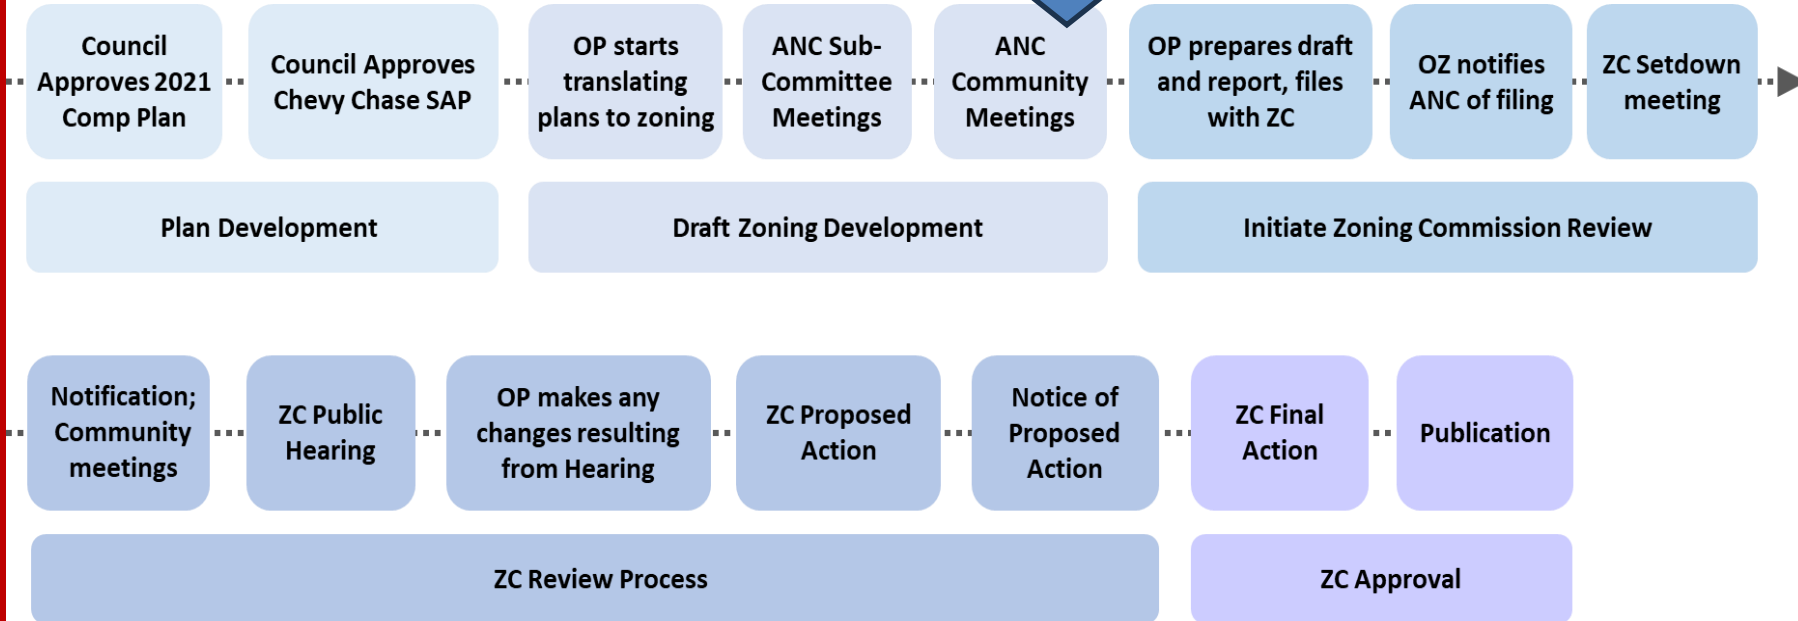 Council
Approves 2021
Comp Plan
Council Approves
Chevy Chase SAP
OP starts
translating
plans to zoning
ANC Sub-
Committee
Meetings
ANC
Community
Meetings
OP prepares draft
and report, files
with ZC
OZ notifies
ANC of filing
ZC Setdown
meeting
Plan Development
Draft Zoning Development
Initiate Zoning Commission Review
Notification;
Community
meetings
ZC Public
Hearing
OP makes any
changes resulting
from Hearing
ZC Proposed
Action
Notice of
Proposed
Action
ZC Final
Action
Publication
ZC Review Process
ZC Approval